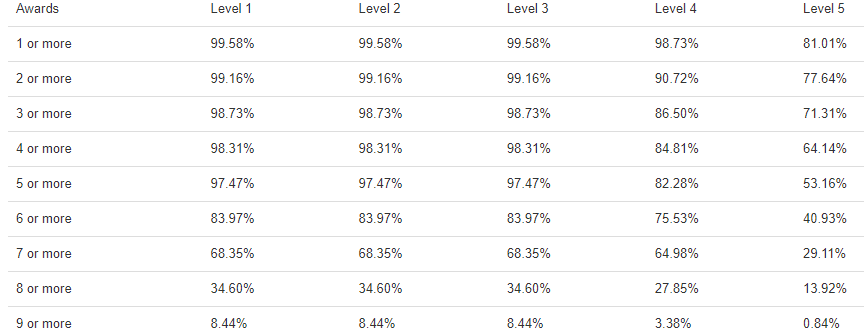 Awards Level 1 Level 2 Level 3 Level 4 Level 5
1 or more 99.58% 99.58% 99.58% 98.73% 81.01%
2 or more 99.16% 99.16% 99.16% 90.72% 77.64%
3 or more 98.73% 98.73% 98.73% 86.50% 71.31%
4 or more 98.31% 98.31% 98.31% 84.81% 64.14%
5 or more 97.47% 97.47% 97.47% 82.28% 53.16%
6 or more 83.97% 83.97% 83.97% 75.53% 40.93%
7 or more 68.35% 68.35% 68.35% 64.98% 29.11%
8 or more 34.60% 34.60% 34.60% 27.85% 13.92%
9 or more 8.44% 8.44% 8.44% 3.38% 0.84%